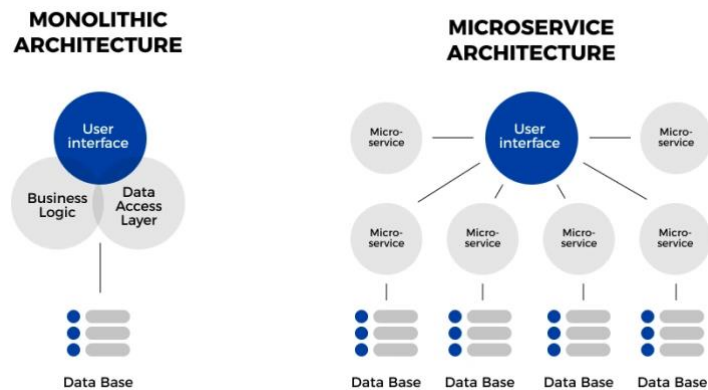 MONOLITHIC
ARCHITECTURE
User
interface
Business
Logic
Data
Access
Layer
Data Base
MICROSERVICE
ARCHITECTURE
Micro-
service
User
interface
Micro-
service
Micro-
service
Micro-
service
Micro-
service
Micro-
service
Data Base
Data Base
Data Base
Data Base